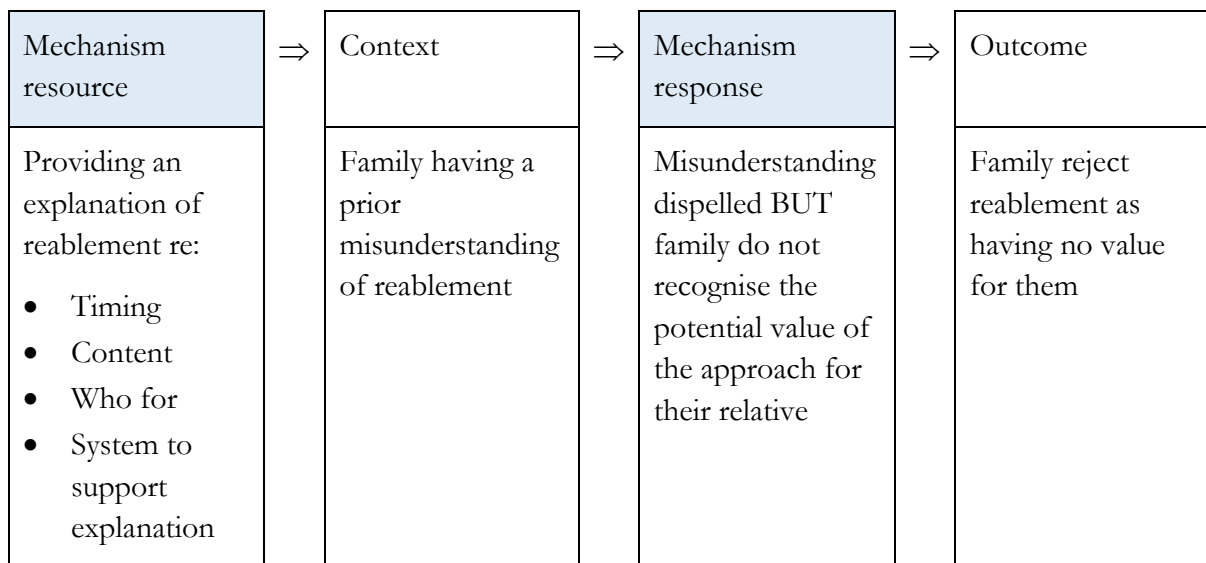 Mechanism
resource
⇒
Context
⇒
Mechanism
response
⇒
Outcome
Providing an
explanation of
reablement re:
• Timing
• Content
• Who for
• System to
support
explanation
Family having a
prior
misunderstanding
of reablement
Misunderstanding
dispelled BUT
family do not
recognise the
potential value of
the approach for
their relative
Family reject
reablement as
having no value
for them